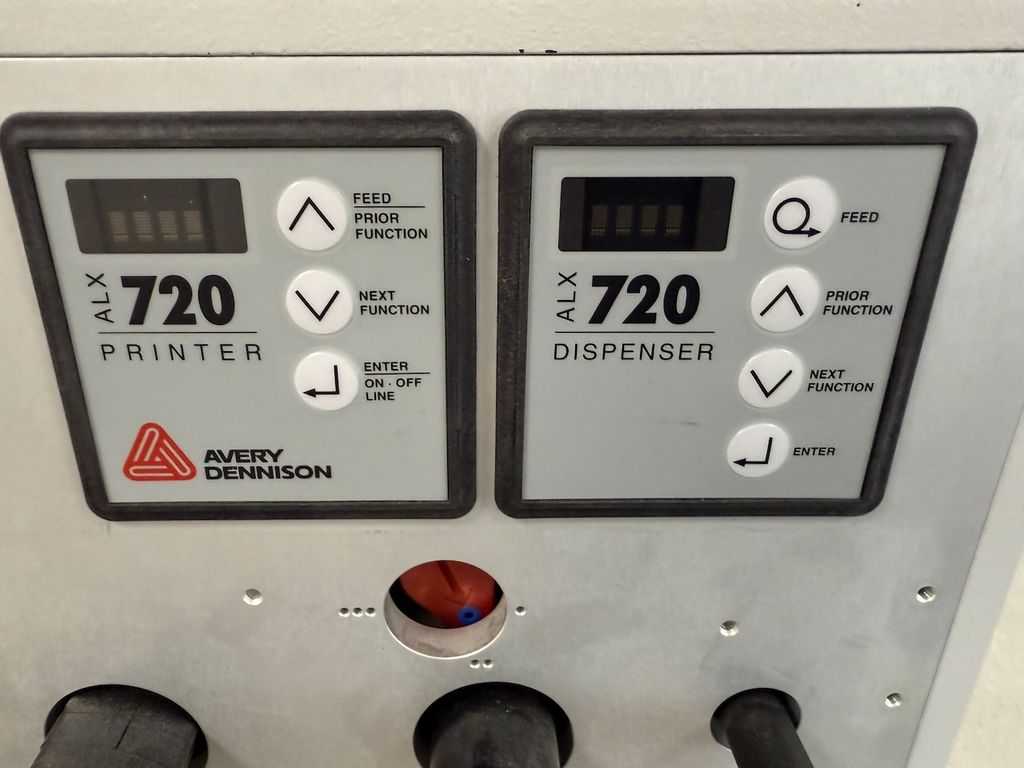 FEED
PRIOR
FUNCTION
NEXT
FUNCTION
ENTER
ON - OFF
LINE
ALX
720
PRINTER
AVERY
DENNISON
FEED
PRIOR
FUNCTION
NEXT
FUNCTION
ENTER
ALX
720
DISPENSER